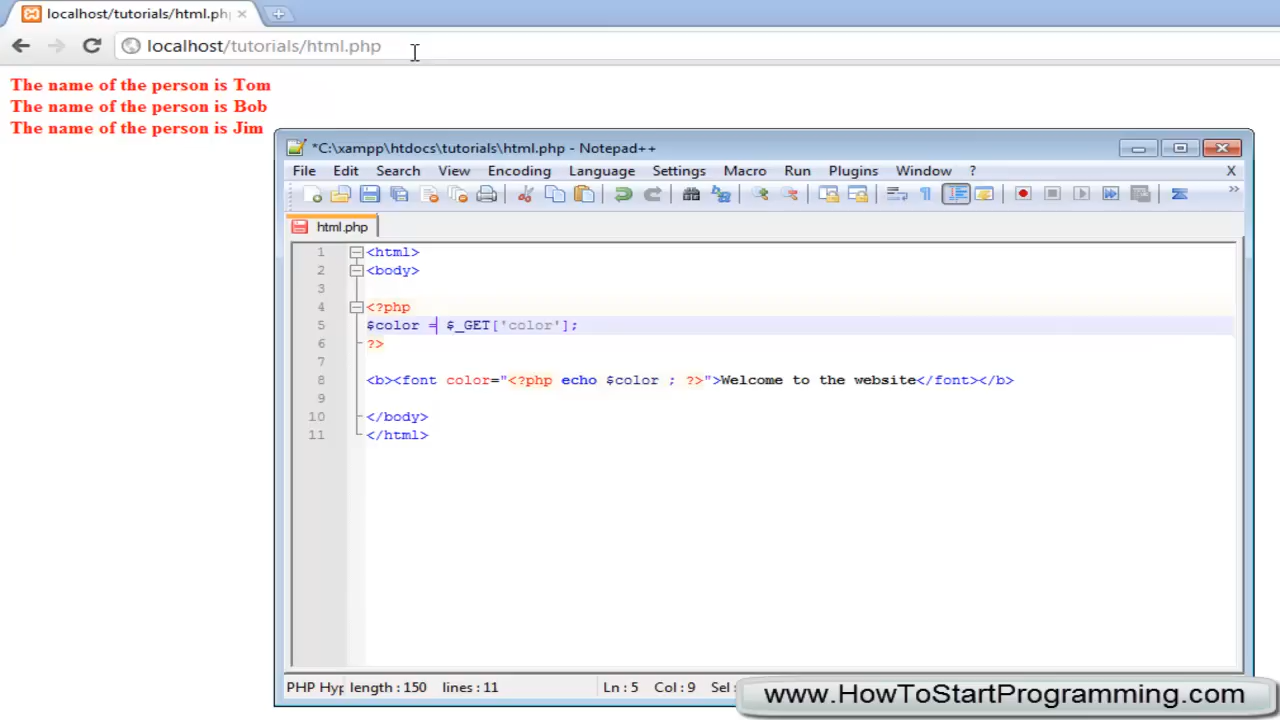 localhost/tutorials/html.ph
localhost/tutorials/html.php
The name of the person is Tom
The name of the person is Bob
The name of the person is Jim
*C:\xampp\htdocs\tutorials\html.php - Notepad++
File Edit Search View Encoding Language Settings Macro Run Plugins Window ? X
html.php
1 <html>
2 <body>
3
4 <?php
5 $color = $_GET['color'];
6 ?>
7
8 <b><font color="<?php echo $color ; ?>">Welcome to the website</font></b>
9
10 </body>
11 </html>
PHP Hyp length : 150 lines : 11 Ln : 5 Col : 9 Sel :
www.HowToStartProgramming.com